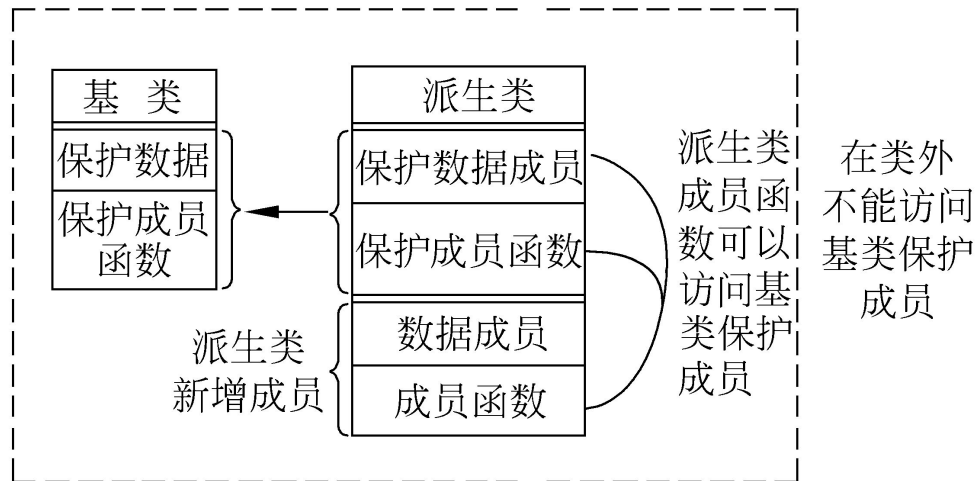 基 类
保护数据
保护成员
函数
派生类
保护数据成员
保护成员函数
数据成员
成员函数
派生类
新增成员
派生类
成员函
数可以
访问基
类保护
成员
在类外
不能访问
基类保护
成员